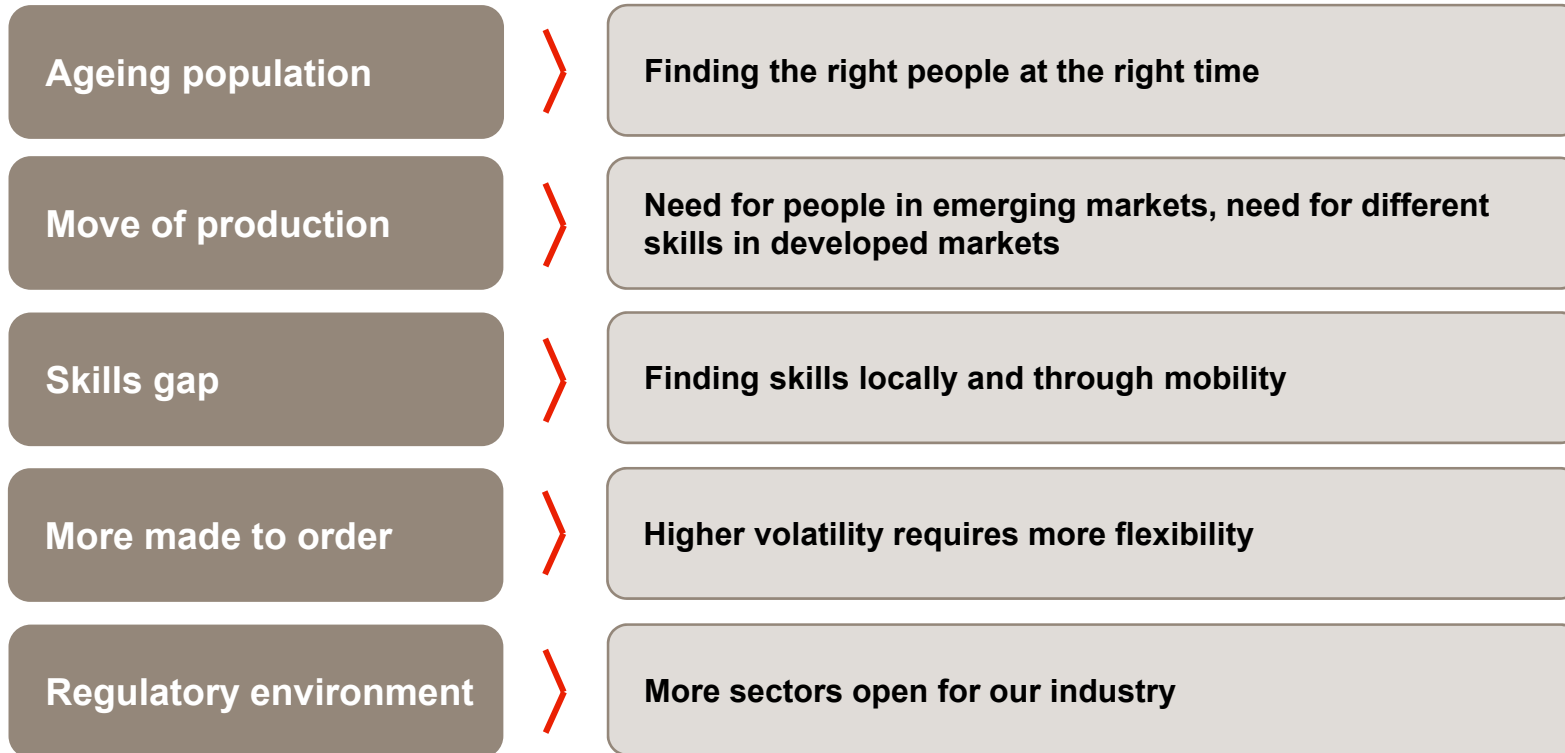 Ageing population
Finding the right people at the right time
Move of production
Need for people in emerging markets, need for different
skills in developed markets
Skills gap
Finding skills locally and through mobility
More made to order
Higher volatility requires more flexibility
Regulatory environment
More sectors open for our industry